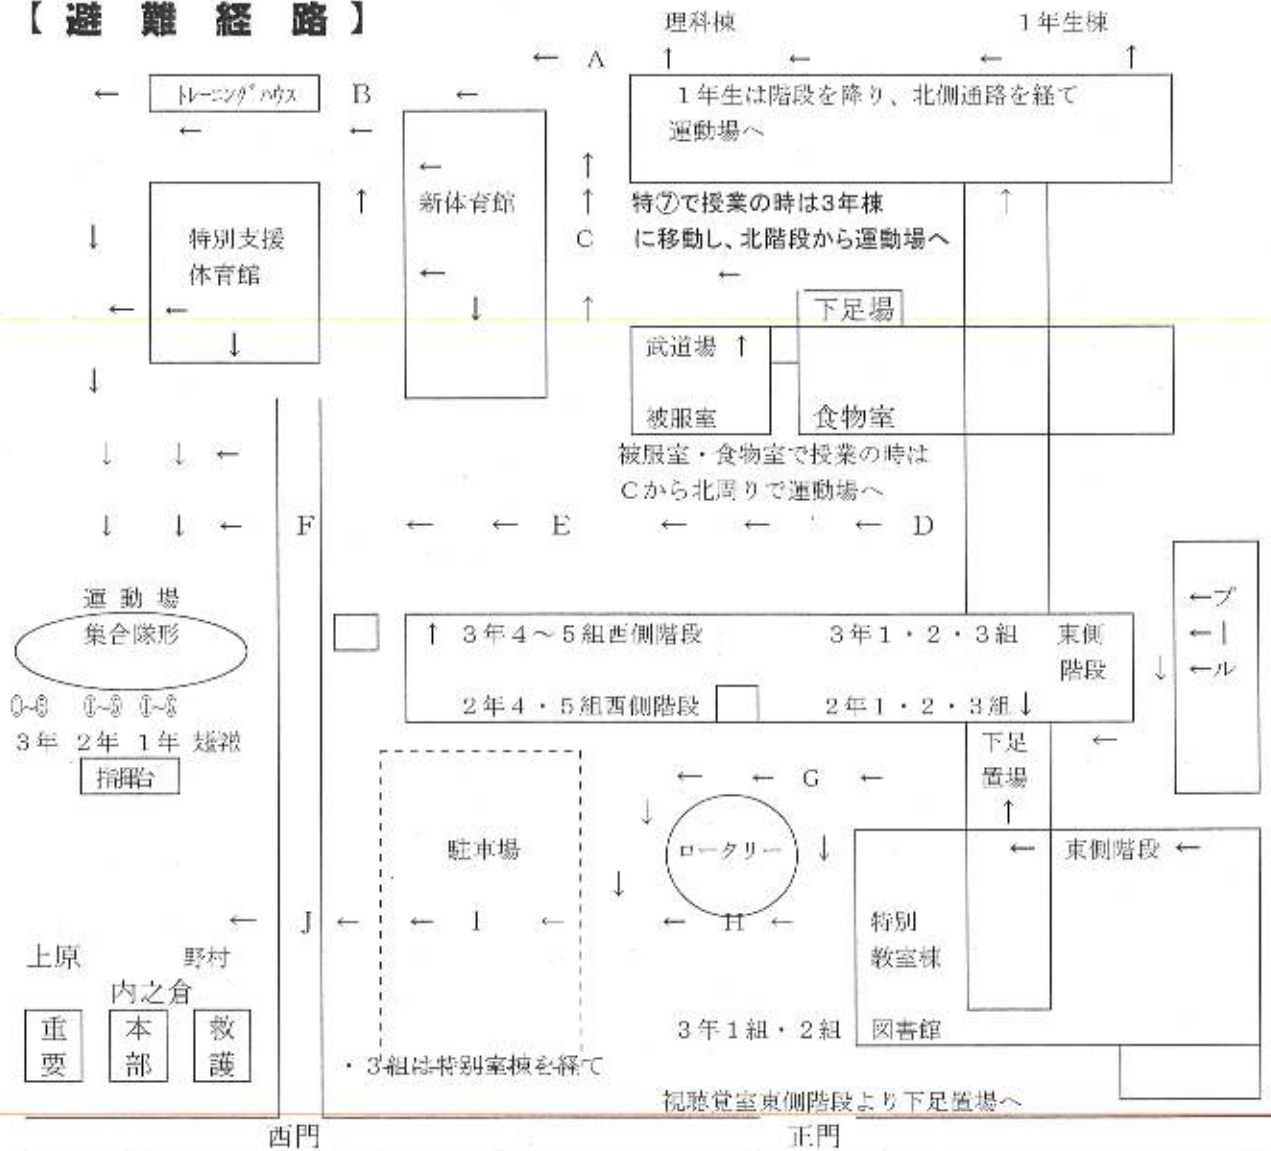 【避難経路】
理科棟
1年生棟
← A ↑ ← ← ↑
← トレーニングハウス B ←
1年生は階段を降り、北側通路を経て
運動場へ
← ←
← ↑
↑ 新体育館 ↑ 特⑦で授業の時は3年棟
↑
↓ 特別支援
体育館
C に移動し、北階段から運動場へ
← ←
← ← ↓ ↑ 下足場
↓ 武道場 ↑
↓
被服室 食物室
↓ ↓ ← 被服室・食物室で授業の時は
Cから北周りで運動場へ
↓ ↓ ← F ← ← E ← ← ← D
運動場
集合隊形
←プ
←ー
←ル
↑ 3年4～5組西側階段 3年1・2・3組 東側
階段
↓
2年4・5組西側階段 2年1・2・3組↓
3年 2年 1年
指揮台
下足
置場
←
← ← G ←
↑
↓ ロータリー ↓
駐車場
← 東側階段 ←
↓
← J ← ← I ← ← H ←
特別
教室棟
上原 野村
内之倉
重要
本部
救護
3年1組・2組 図書館
・3組は特別室棟を経て
視聴覚室東側階段より下足置場へ
西門 正門